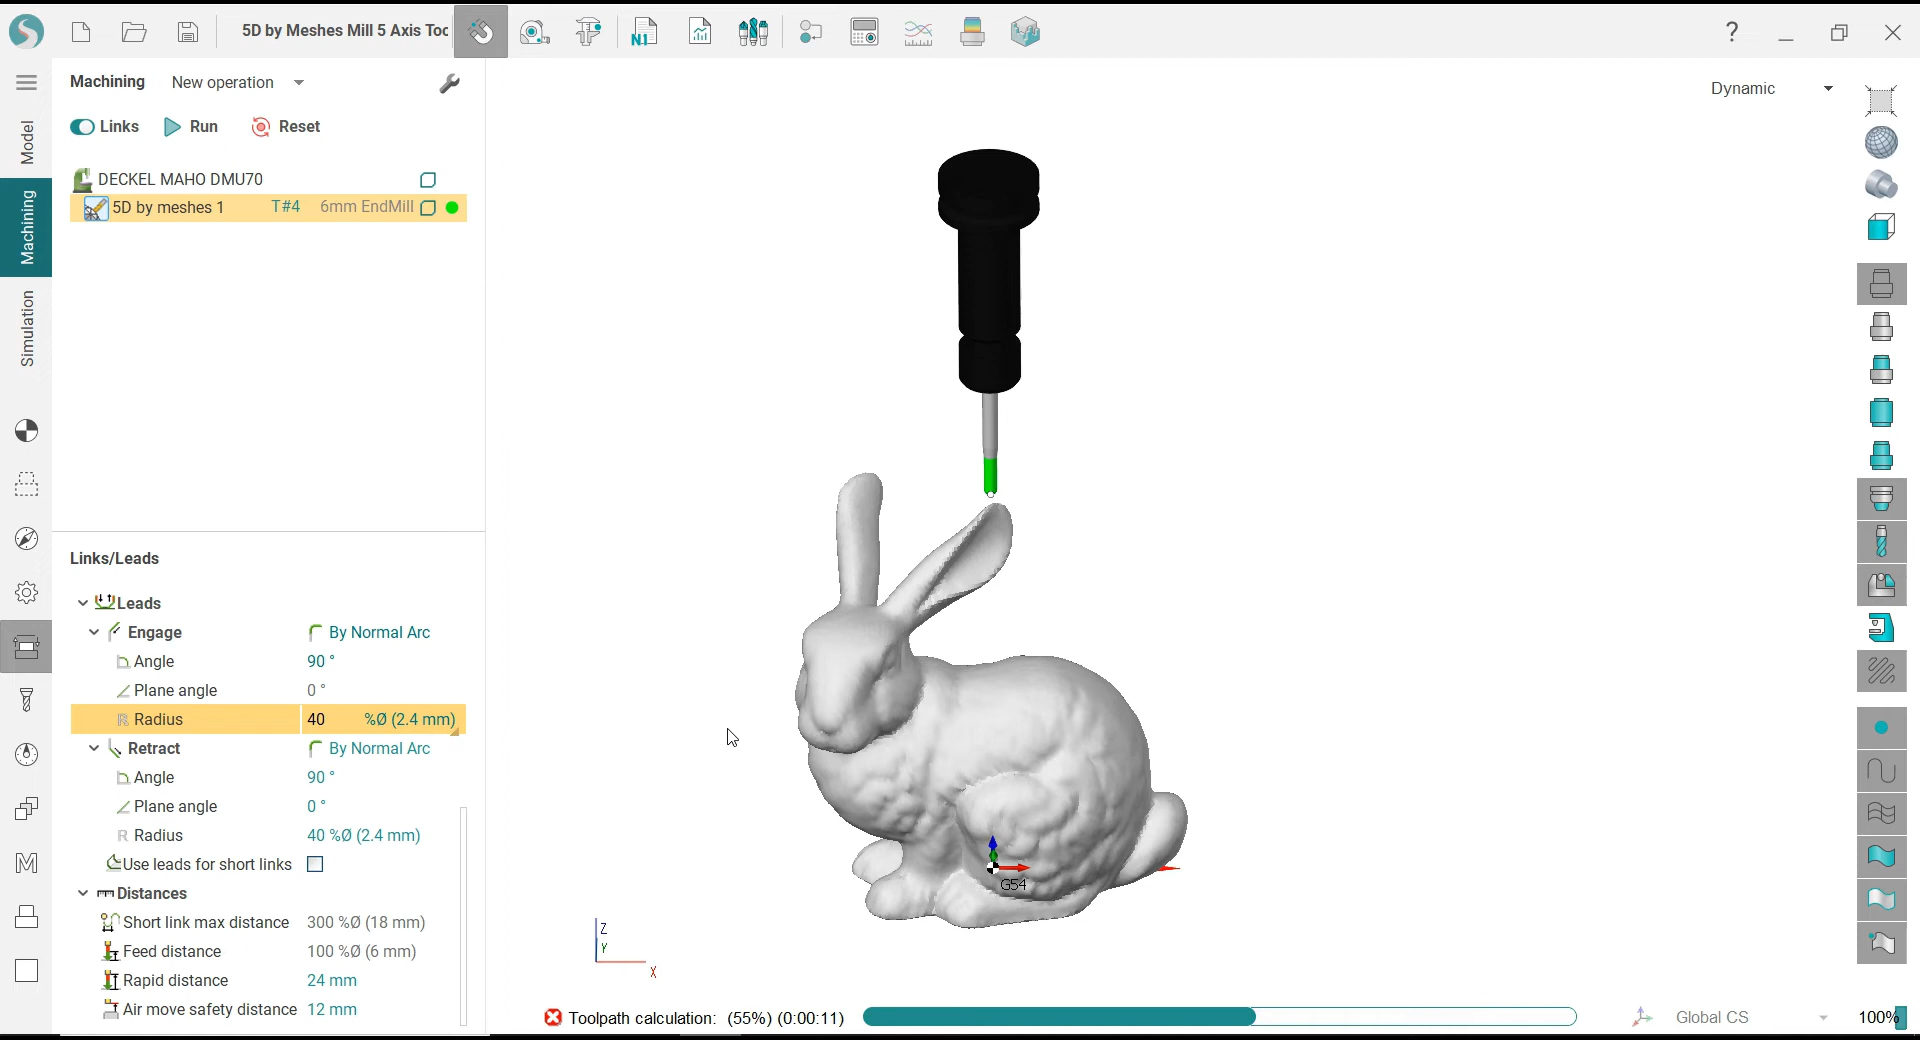 5D by Meshes Mill 5 Axis Too
N1
?
Machining New operation
Dynamic
Links Run Reset
Model
Machining
Simulation
DECKEL MAHO DMU70
5D by meshes 1 T#4 6mm EndMill
Links/Leads
Leads
Engage By Normal Arc
Angle 90 °
Plane angle 0 °
R Radius 40 %Ø (2.4 mm)
Retract By Normal Arc
Angle 90 °
Plane angle 0 °
R Radius 40 %Ø (2.4 mm)
Use leads for short links
Distances
Short link max distance 300 %Ø (18 mm)
Feed distance 100 %Ø (6 mm)
Rapid distance 24 mm
Air move safety distance 12 mm
M
G54
Z
Y
X
Toolpath calculation: (55%) (0:00:11)
Global CS
100%